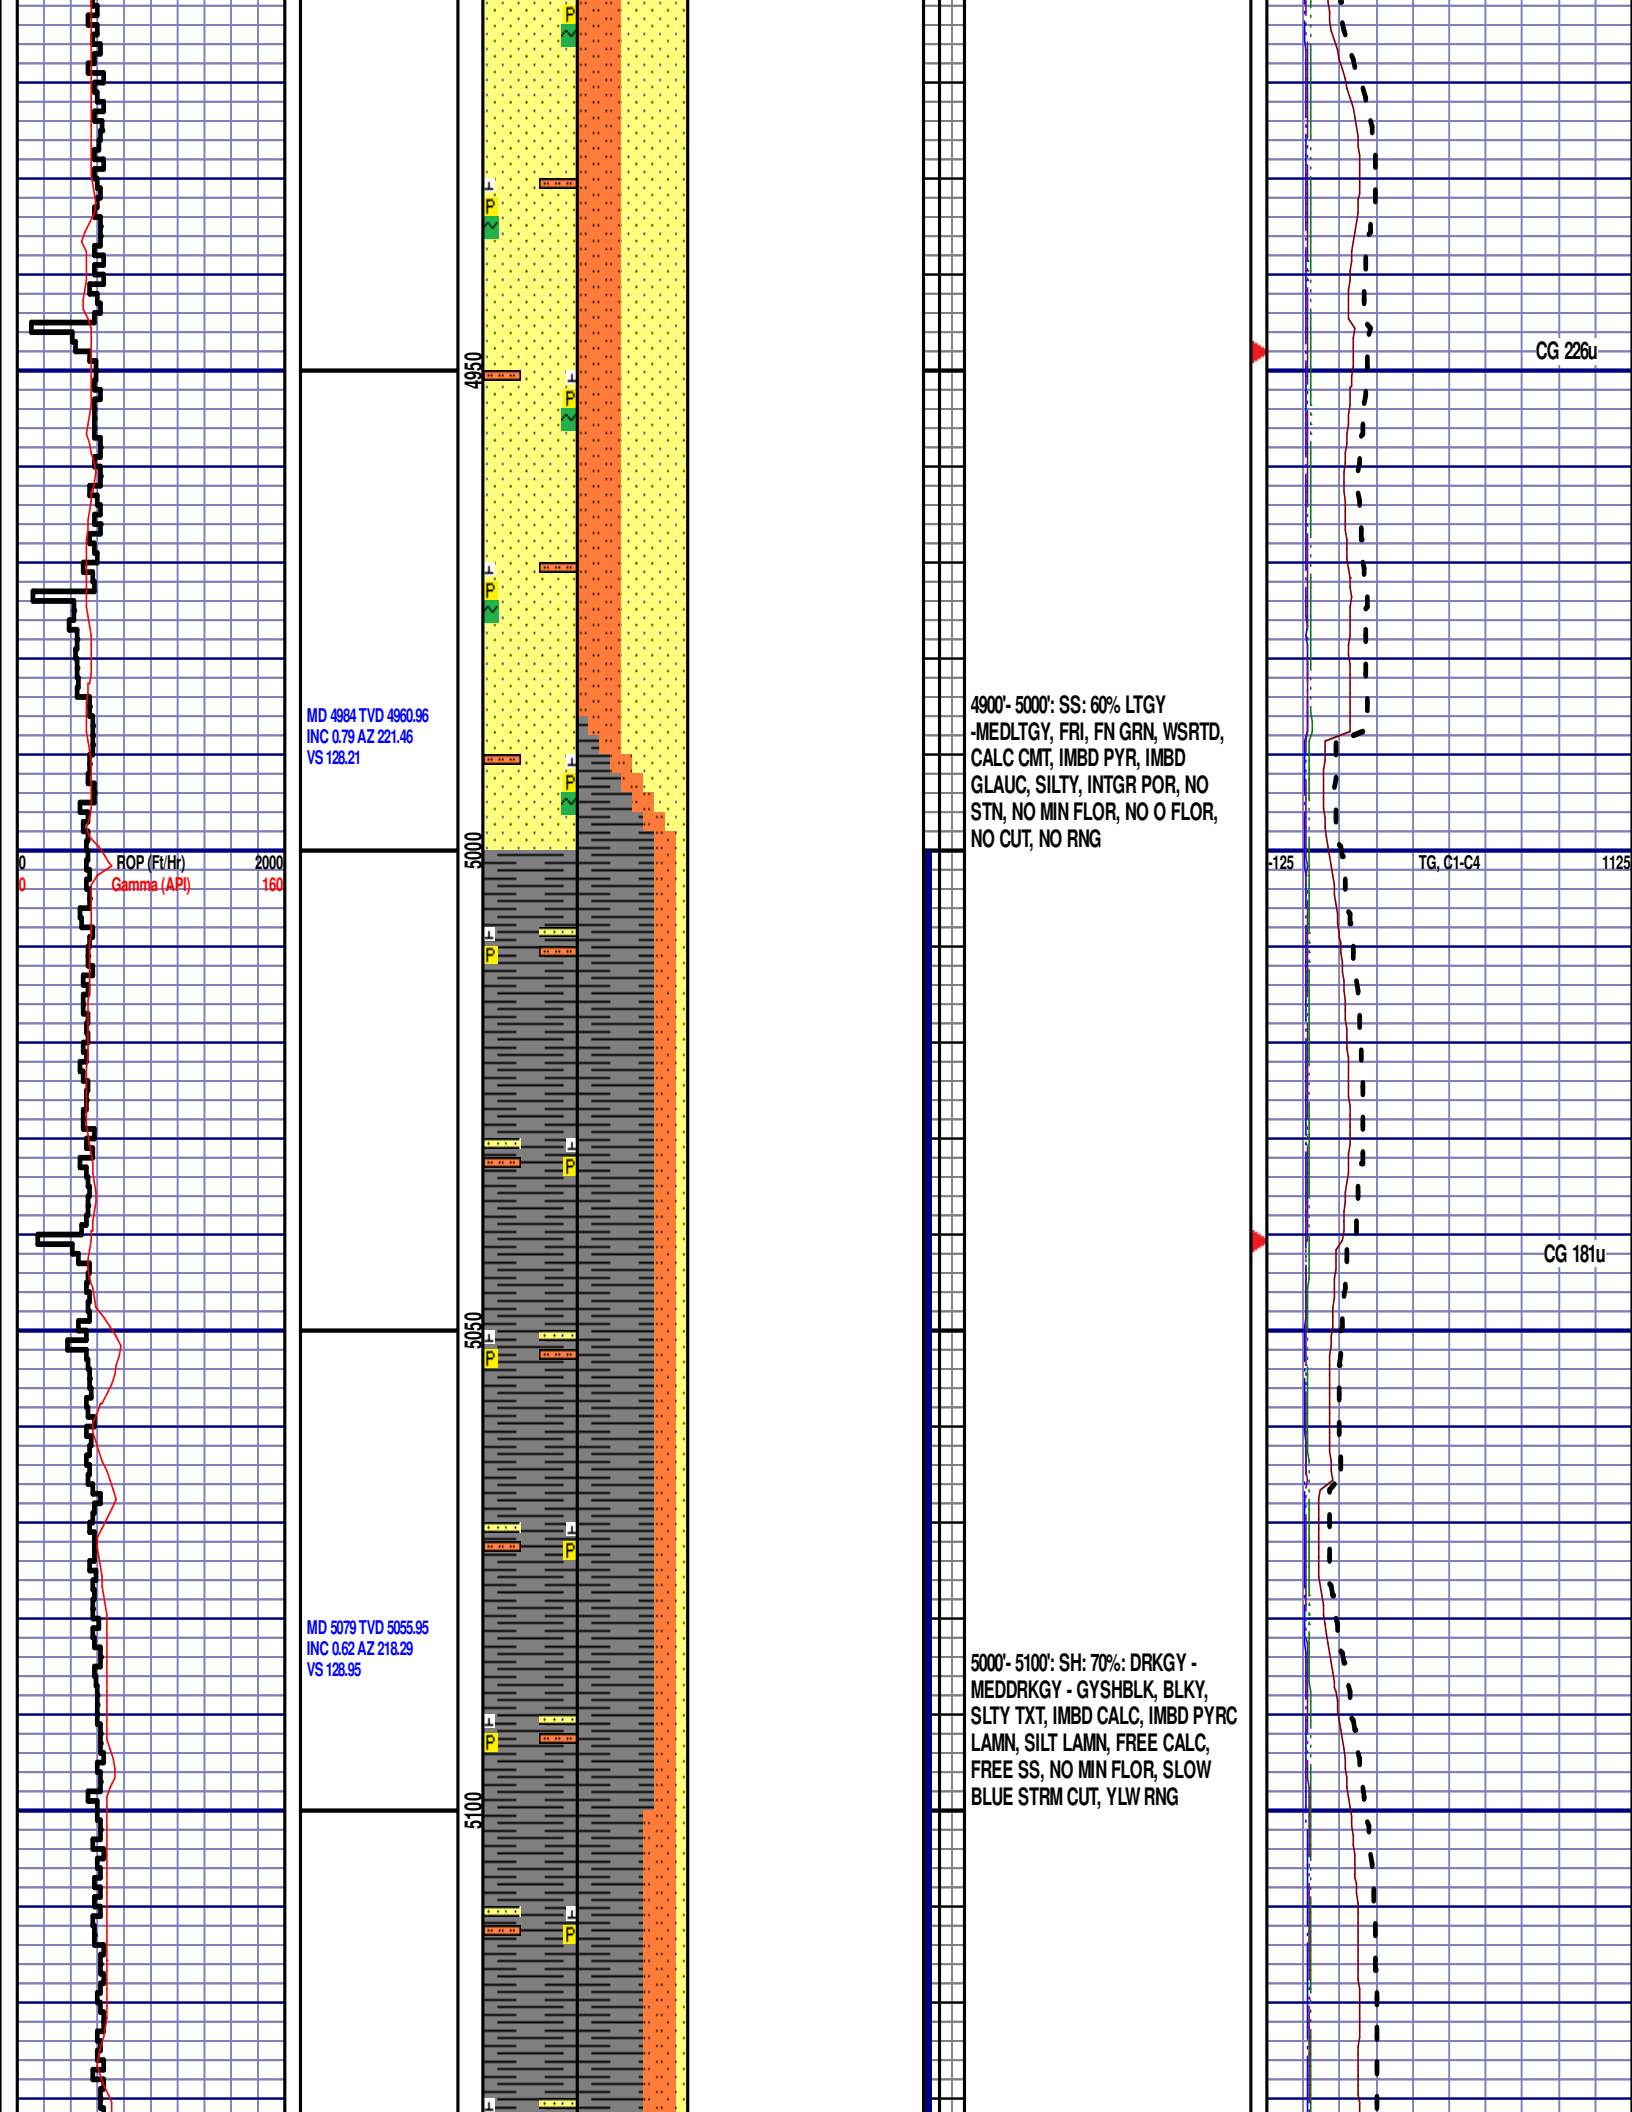 P
P
4950
CG 226u
P
P
MD 4984 TVD 4960.96
INC 0.79 AZ 221.46
VS 128.21
4900'- 5000': SS: 60% LTGY
-MEDLTGY, FRI, FN GRN, WSRTD,
CALC CMT, IMBD PYR, IMBD
GLAUC, SILTY, INTGR POR, NO
STN, NO MIN FLOR, NO O FLOR,
NO CUT, NO RNG
P
5000
0 ROP (Ft/Hr) 2000
0 Gamma (API) 160
-125 TG, C1-C4 1125
P
P
CG 181u
5050
P
P
MD 5079 TVD 5055.95
INC 0.62 AZ 218.29
VS 128.95
5000'- 5100': SH: 70%: DRKGY -
MEDDRKGY - GYSHBLK, BLKY,
SLTY TXT, IMBD CALC, IMBD PYRC
LAMN, SILT LAMN, FREE CALC,
FREE SS, NO MIN FLOR, SLOW
BLUE STRM CUT, YLW RNG
P
5100
P